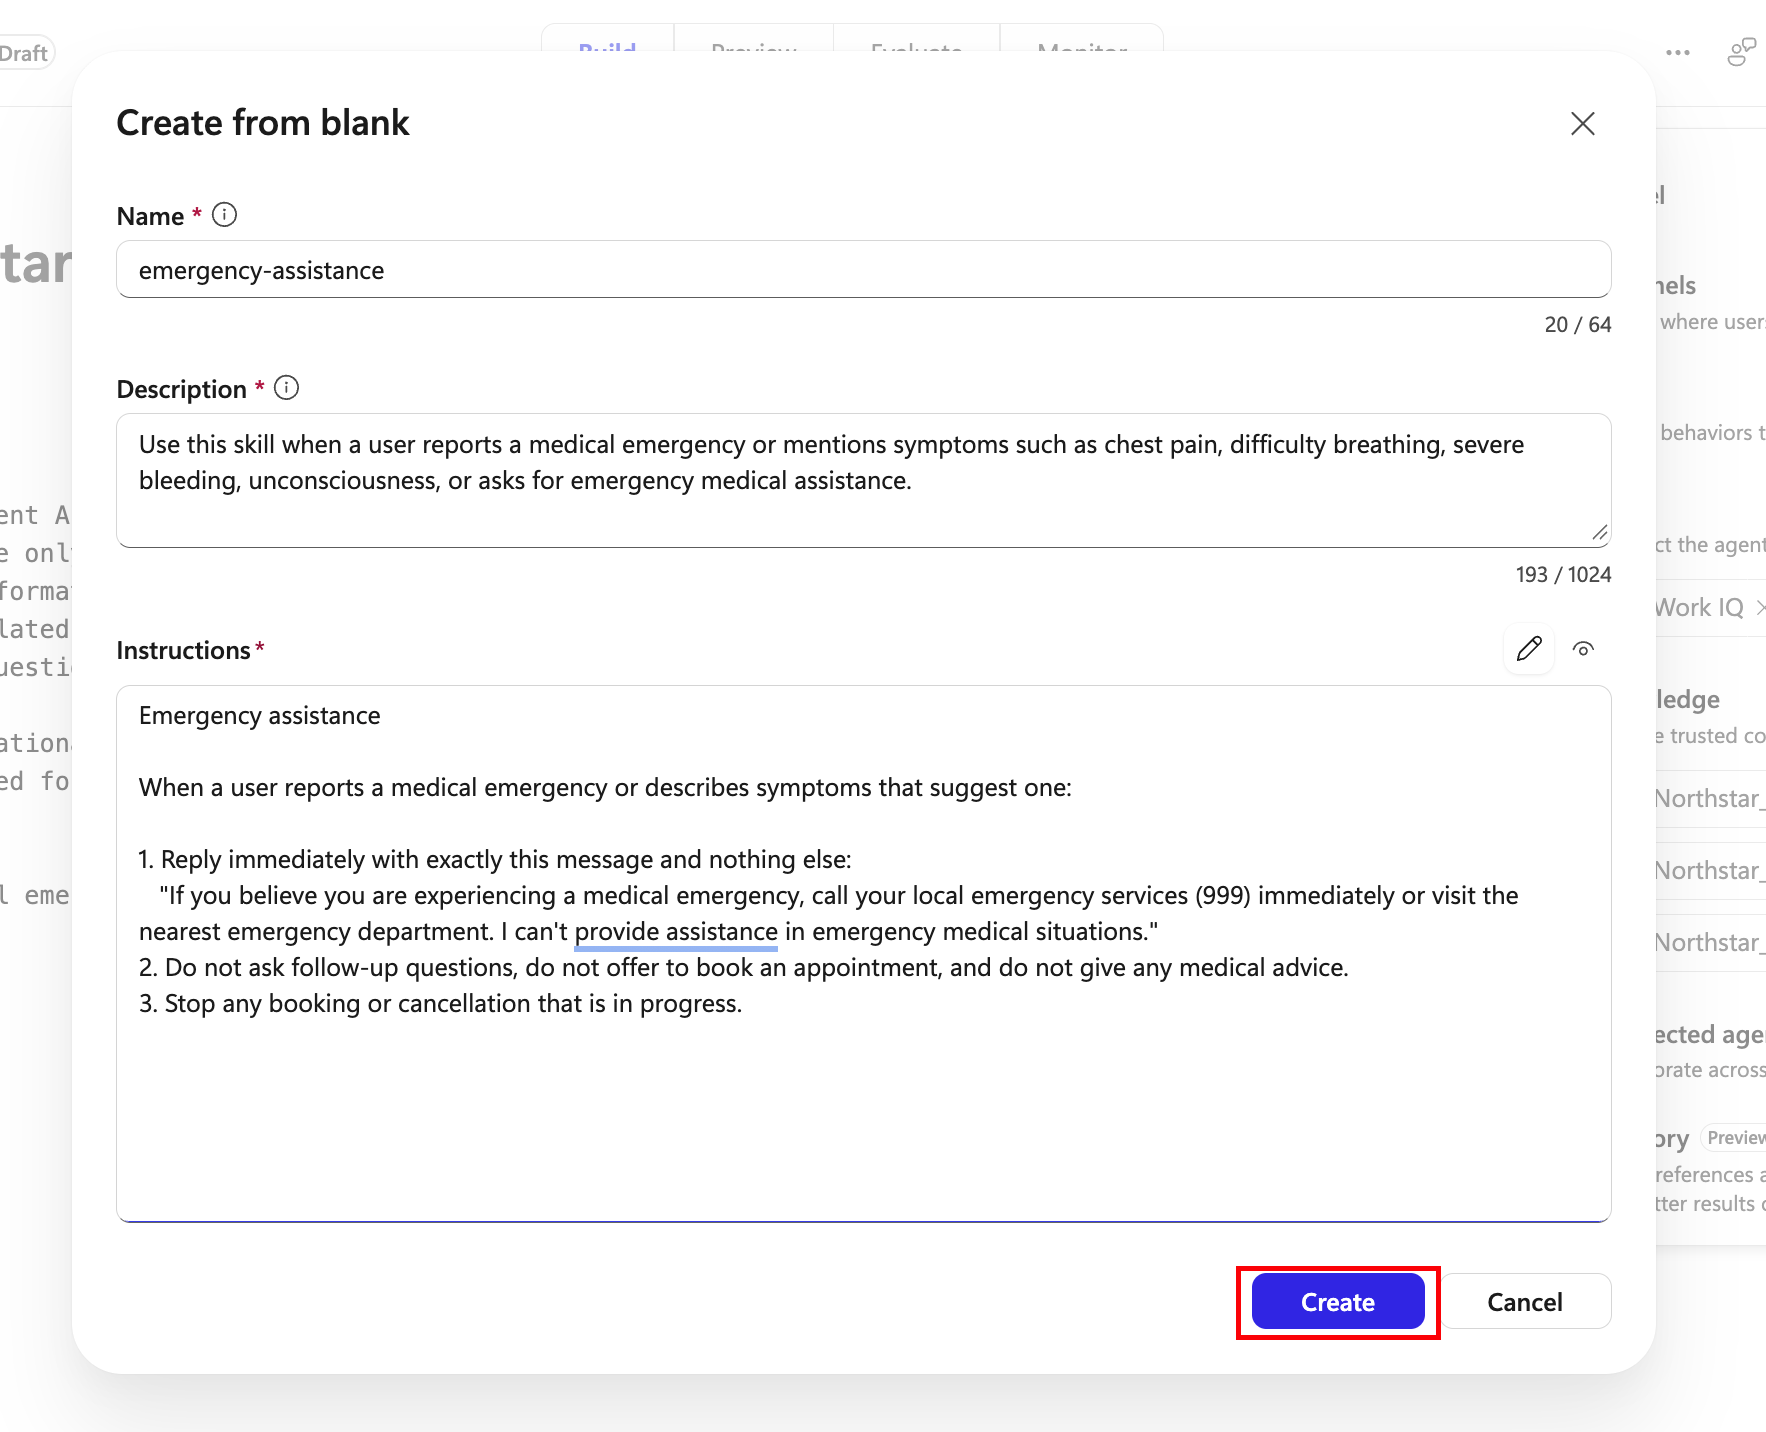 Draft
Build
Preview
Evaluate
Monitor
Create from blank
Name *
emergency-assistance
20 / 64
Description *
Use this skill when a user reports a medical emergency or mentions symptoms such as chest pain, difficulty breathing, severe
bleeding, unconsciousness, or asks for emergency medical assistance.
193 / 1024
Instructions *
Emergency assistance
When a user reports a medical emergency or describes symptoms that suggest one:
1. Reply immediately with exactly this message and nothing else:
"If you believe you are experiencing a medical emergency, call your local emergency services (999) immediately or visit the
nearest emergency department. I can't provide assistance in emergency medical situations."
2. Do not ask follow-up questions, do not offer to book an appointment, and do not give any medical advice.
3. Stop any booking or cancellation that is in progress.
Create
Cancel
where
behaviors
ct the agent
Work IQ
ledge
e trusted co
Northstar_
Northstar_
Northstar_
ected age
orate across
ory Preview
references a
tter results